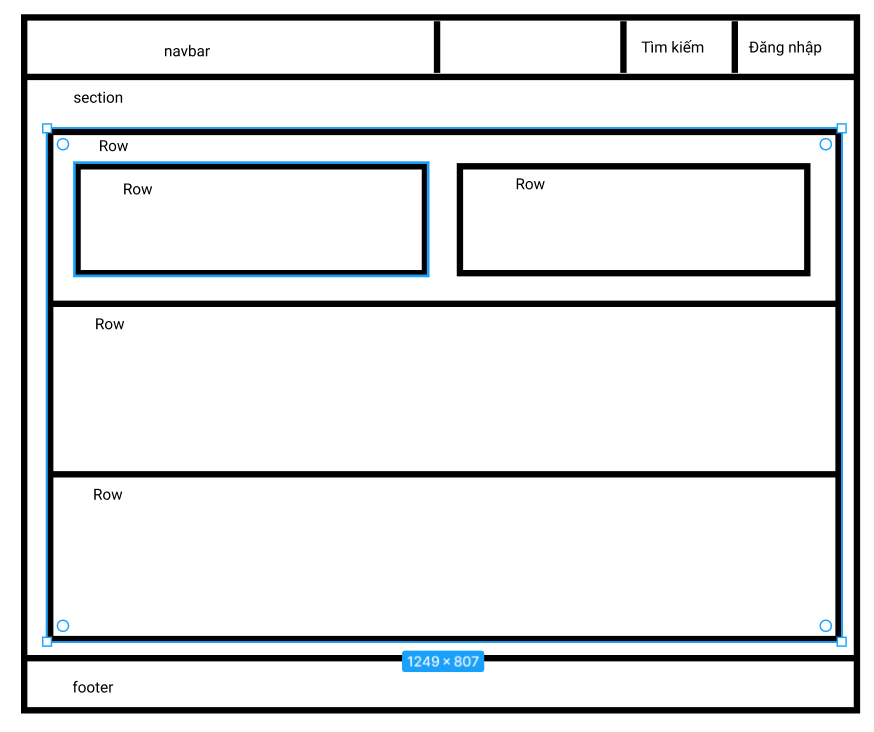 navbar
Tìm kiếm
Đăng nhập
section
Row
Row
Row
Row
Row
1249 × 807
footer